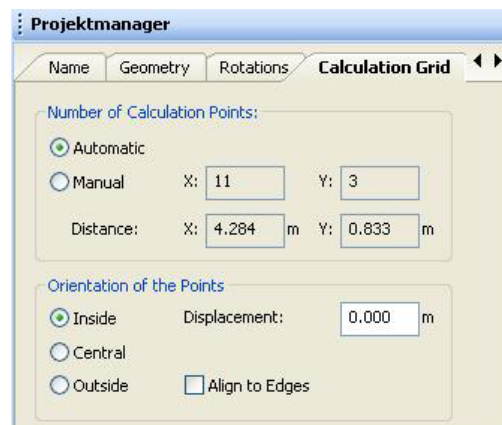 Projektmanager
Name Geometry Rotations Calculation Grid
Number of Calculation Points:
Automatic
Manual X: 11 Y: 3
Distance: X: 4.284 m Y: 0.833 m
Orientation of the Points
Inside Displacement: 0.000 m
Central
Outside Align to Edges